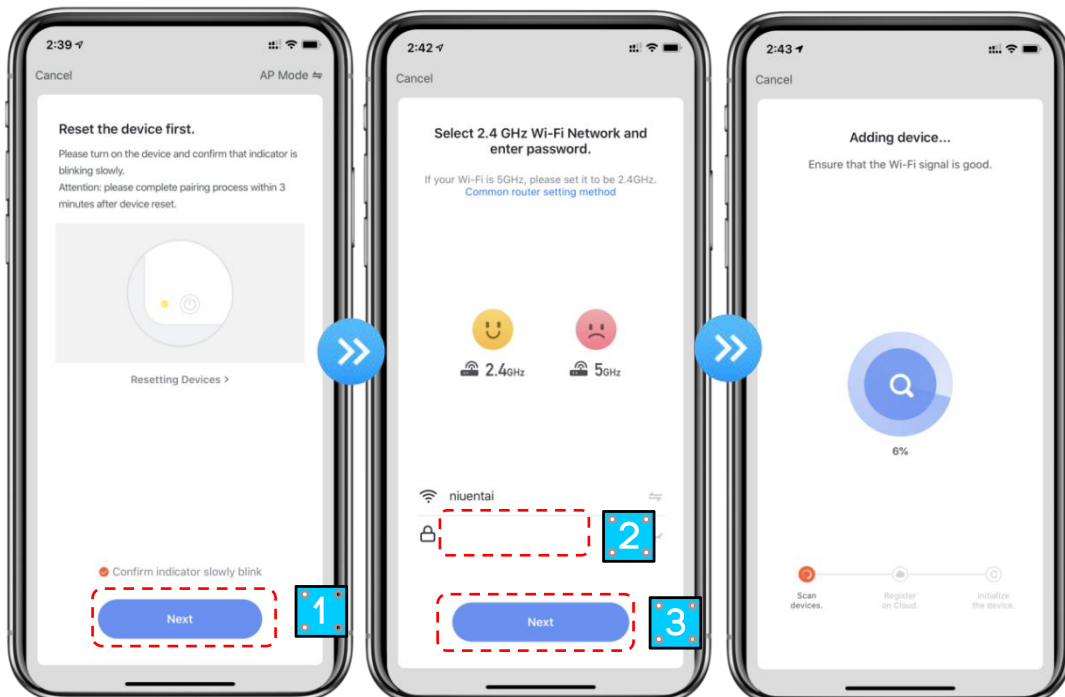 2:39
Cancel
AP Mode
Reset the device first.
Please turn on the device and confirm that indicator is
blinking slowly.
Attention: please complete pairing process within 3
minutes after device reset.
Resetting Devices >
Confirm indicator slowly blink
Next
1
2:42
Cancel
Select 2.4 GHz Wi-Fi Network and
enter password.
If your Wi-Fi is 5GHz, please set it to be 2.4GHz.
Common router setting method
2.4GHz
5GHz
niuentai
2
Next
3
2:43
Cancel
Adding device...
Ensure that the Wi-Fi signal is good.
6%
Scan
devices.
Register
on Cloud.
Initialize
the device.